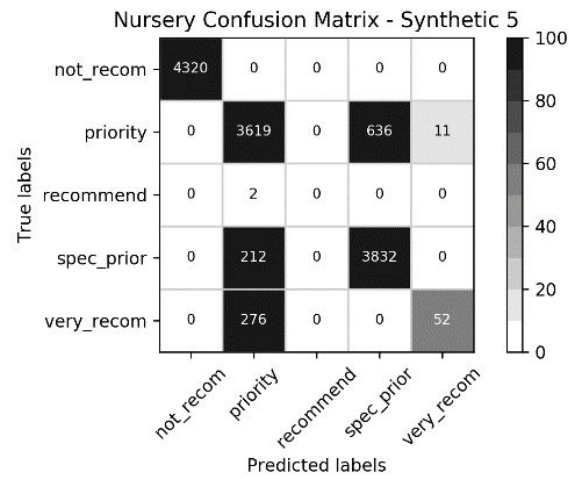 Nursery Confusion Matrix - Synthetic 5
True labels
not_recom 4320 0 0 0 0
priority 0 3619 0 636 11
recommend 0 2 0 0 0
spec_prior 0 212 0 3832 0
very_recom 0 276 0 0 52
not_recom priority recommend spec_prior very_recom
Predicted labels
100
80
60
40
20
0